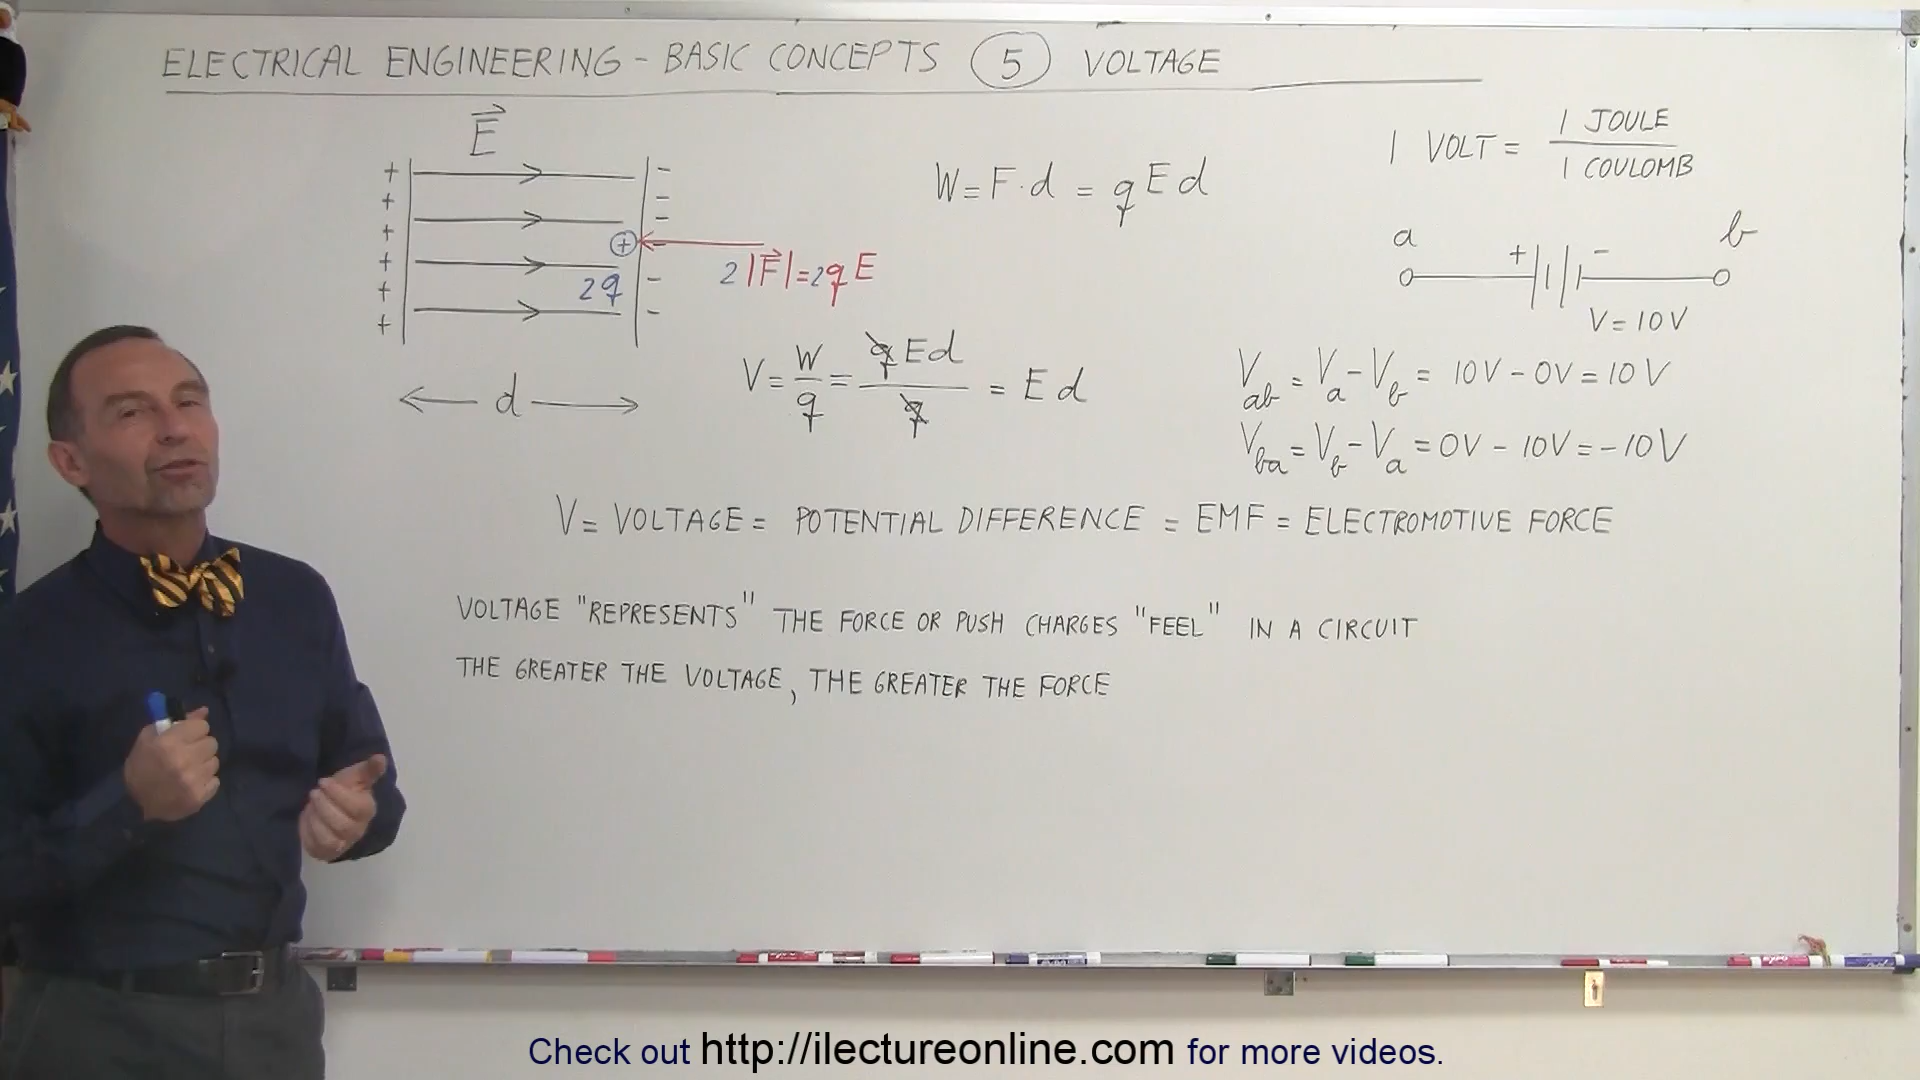 ELECTRICAL ENGINEERING - BASIC CONCEPTS 5 VOLTAGE
E
+ -
+ -
+ -
+ -
+ -
+ -
+
2q
2|F|=2qE
← d →
W = F·d = qEd
V = W/q = qEd/q = Ed
1 VOLT = 1 JOULE / 1 COULOMB
a + - b
V = 10V
Vab = Va - Vb = 10V - 0V = 10V
Vba = Vb - Va = 0V - 10V = -10V
V = VOLTAGE = POTENTIAL DIFFERENCE = EMF = ELECTROMOTIVE FORCE
VOLTAGE "REPRESENTS" THE FORCE OR PUSH CHARGES "FEEL" IN A CIRCUIT
THE GREATER THE VOLTAGE, THE GREATER THE FORCE
Check out http://ilectureonline.com for more videos.